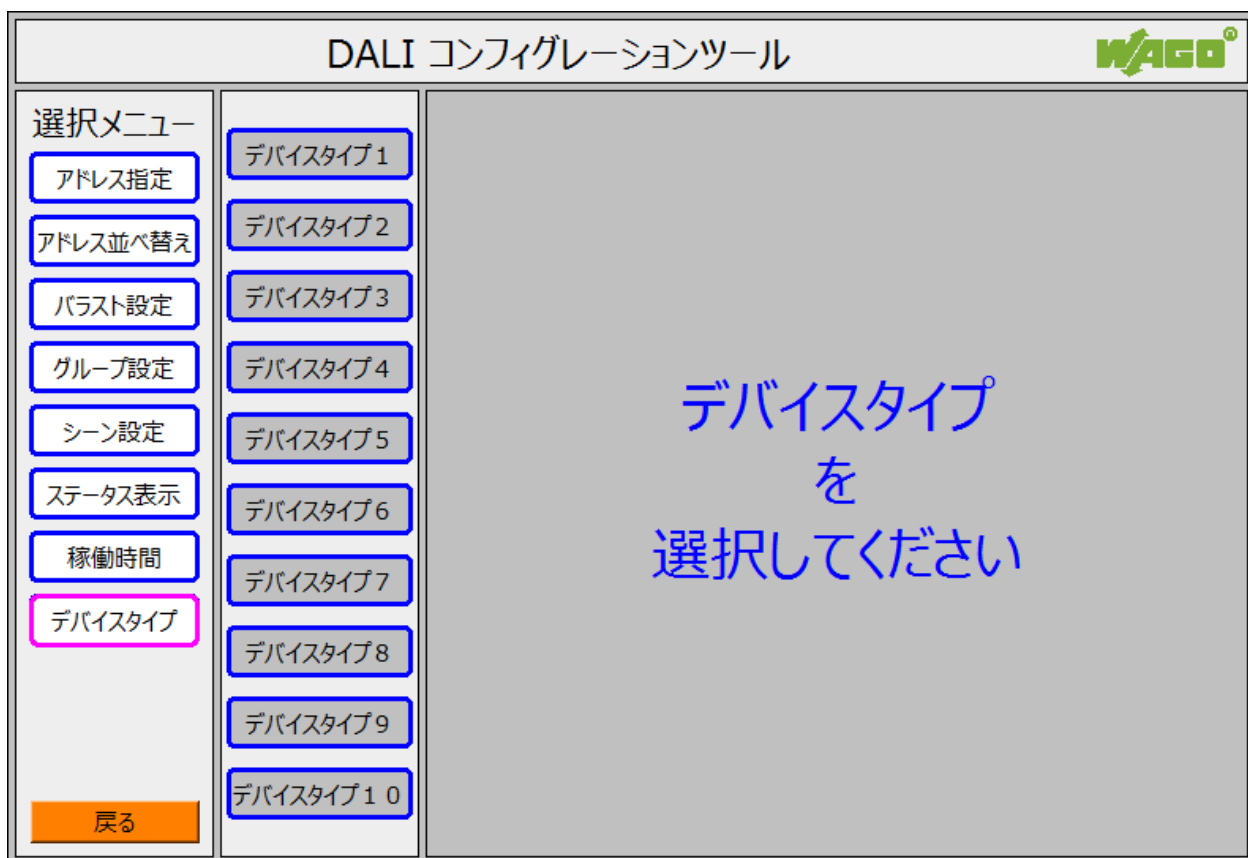 DALI コンフィグレーションツール
WAGO®
選択メニュー
アドレス指定
アドレス並べ替え
バラスト設定
グループ設定
シーン設定
ステータス表示
稼働時間
デバイスタイプ
戻る
デバイスタイプ1
デバイスタイプ2
デバイスタイプ3
デバイスタイプ4
デバイスタイプ5
デバイスタイプ6
デバイスタイプ7
デバイスタイプ8
デバイスタイプ9
デバイスタイプ10
デバイスタイプ
を
選択してください